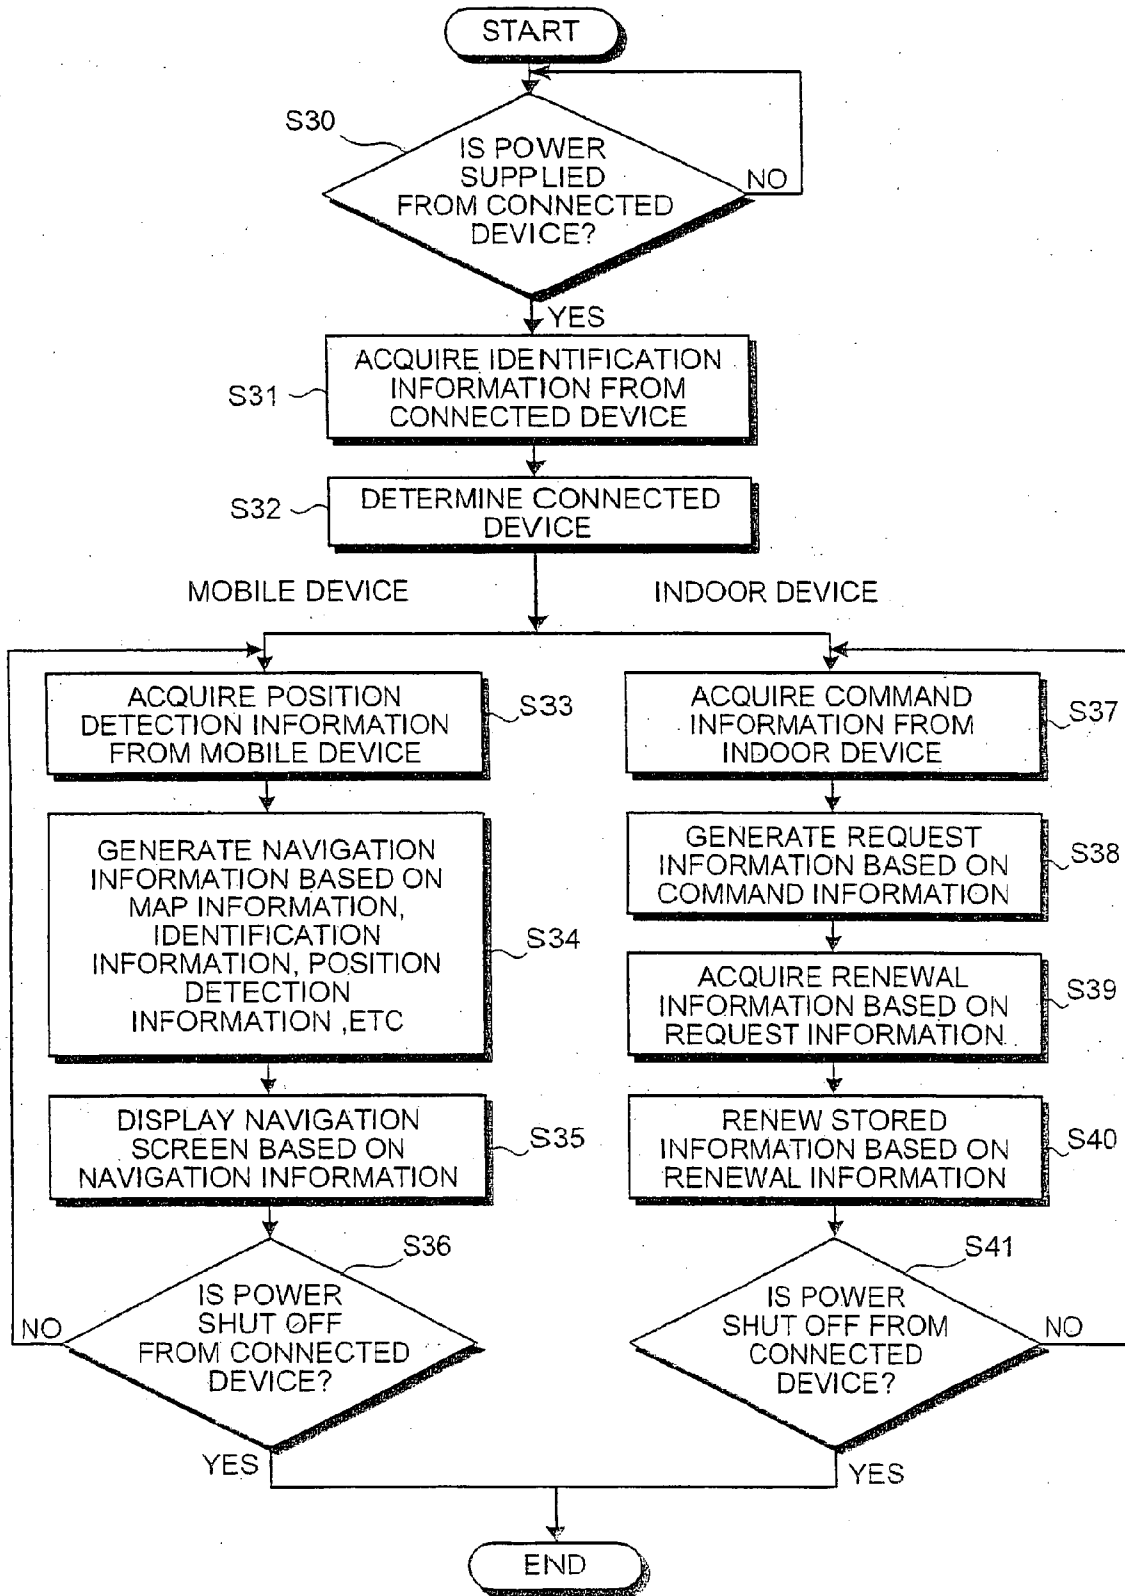 START
S30
IS POWER
SUPPLIED
FROM CONNECTED
DEVICE?
NO
YES
S31
ACQUIRE IDENTIFICATION
INFORMATION FROM
CONNECTED DEVICE
S32
DETERMINE CONNECTED
DEVICE
MOBILE DEVICE
INDOOR DEVICE
ACQUIRE POSITION
DETECTION INFORMATION
FROM MOBILE DEVICE
S33
GENERATE NAVIGATION
INFORMATION BASED ON
MAP INFORMATION,
IDENTIFICATION
INFORMATION, POSITION
DETECTION
INFORMATION ,ETC
S34
DISPLAY NAVIGATION
SCREEN BASED ON
NAVIGATION INFORMATION
S35
S36
IS POWER
SHUT OFF
FROM CONNECTED
DEVICE?
NO
YES
ACQUIRE COMMAND
INFORMATION FROM
INDOOR DEVICE
S37
GENERATE REQUEST
INFORMATION BASED ON
COMMAND INFORMATION
S38
ACQUIRE RENEWAL
INFORMATION BASED ON
REQUEST INFORMATION
S39
RENEW STORED
INFORMATION BASED ON
RENEWAL INFORMATION
S40
S41
IS POWER
SHUT OFF FROM
CONNECTED
DEVICE?
NO
YES
END